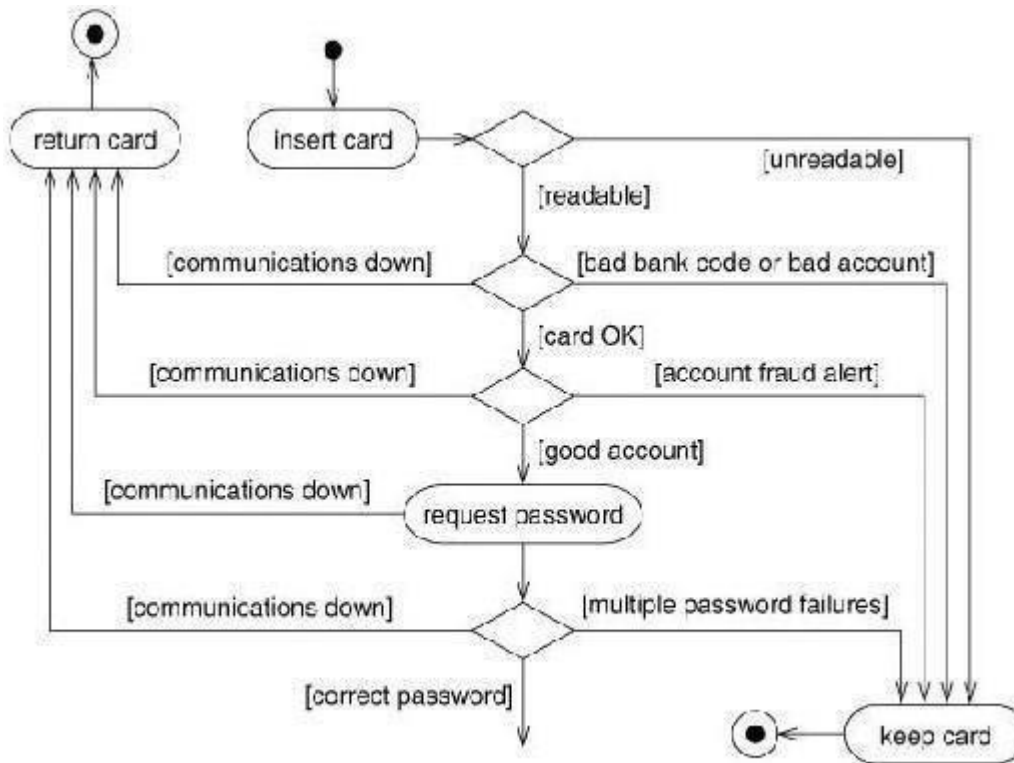 return card
insert card
[unreadable]
[readable]
[communications down]
[bad bank code or bad account]
[card OK]
[communications down]
[account fraud alert]
[good account]
[communications down]
request password
[communications down]
[multiple password failures]
[correct password]
keep card